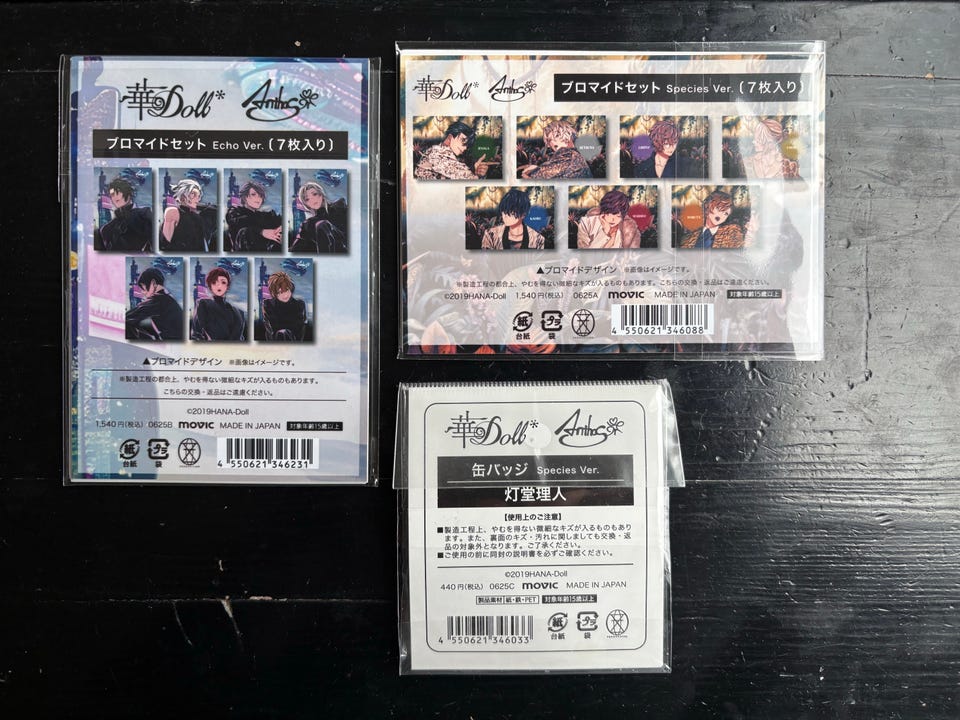 華Doll* Anthos
ブロマイドセット Echo Ver.〔7枚入り〕
▲ブロマイドデザイン ※画像はイメージです。
※製造工程の都合上、やむを得ない微細なキズが入るものもあります。
こちらの交換・返品はご遠慮ください。
©2019HANA-Doll
1,540円(税込) 0625B movic MADE IN JAPAN 対象年齢15歳以上
紙 プラ
台紙 袋
4 550621 346231
華Doll* Anthos
ブロマイドセット Species Ver.〔7枚入り〕
▲ブロマイドデザイン ※画像はイメージです。
※製造工程の都合上、やむを得ない微細なキズが入るものもあります。こちらの交換・返品はご遠慮ください。
©2019HANA-Doll 1,540円(税込) 0625A movic MADE IN JAPAN 対象年齢15歳以上
紙 プラ
台紙 袋
4 550621 346088
華Doll* Anthos
缶バッジ Species Ver.
灯堂理人
【使用上のご注意】
■製造工程上、やむを得ない微細なキズが入るものもあり
ます。また、裏面のキズ・汚れに関しましても交換・返
品の対象外となります。ご了承ください。
■ご使用の前に同封の説明書を必ずご確認ください。
©2019HANA-Doll
440円(税込) 0625C movic MADE IN JAPAN
製品素材 紙・鉄・PET 対象年齢15歳以上
4 550621 346033
紙 プラ
台紙 袋